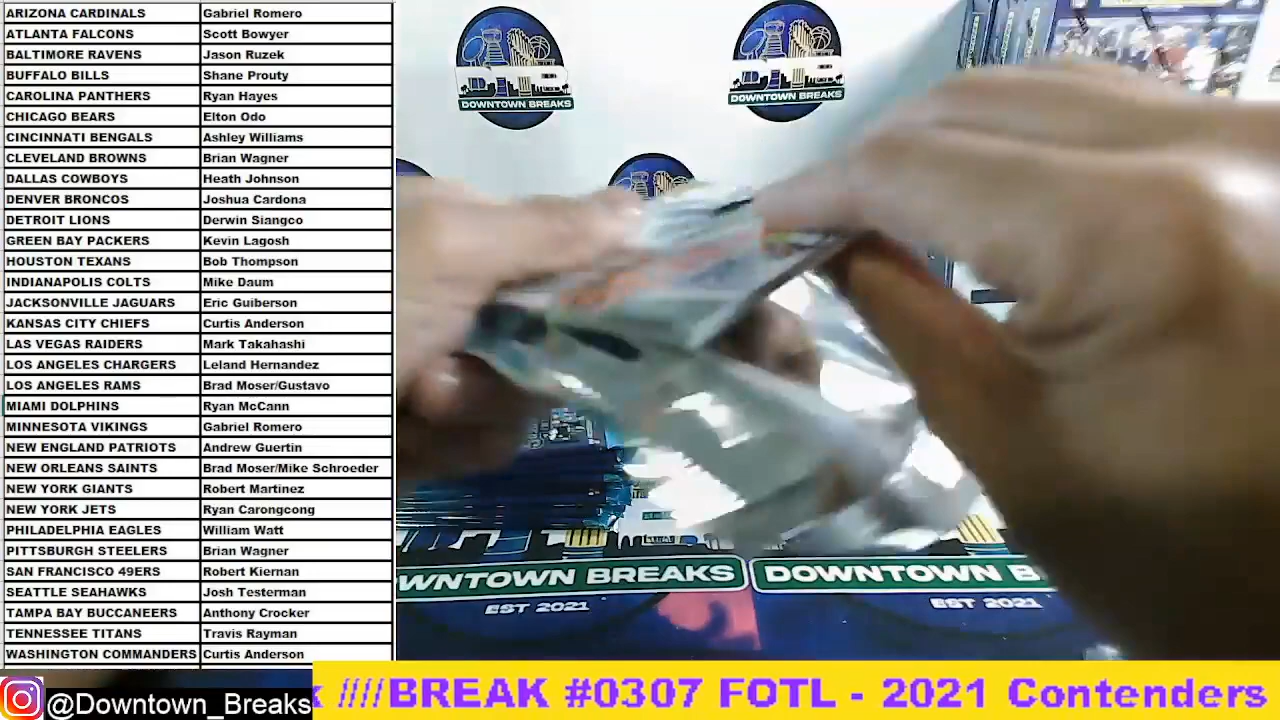 ARIZONA CARDINALS Gabriel Romero
ATLANTA FALCONS Scott Bowyer
BALTIMORE RAVENS Jason Ruzek
BUFFALO BILLS Shane Prouty
CAROLINA PANTHERS Ryan Hayes
CHICAGO BEARS Elton Odo
CINCINNATI BENGALS Ashley Williams
CLEVELAND BROWNS Brian Wagner
DALLAS COWBOYS Heath Johnson
DENVER BRONCOS Joshua Cardona
DETROIT LIONS Derwin Siangco
GREEN BAY PACKERS Kevin Lagosh
HOUSTON TEXANS Bob Thompson
INDIANAPOLIS COLTS Mike Daum
JACKSONVILLE JAGUARS Eric Guiberson
KANSAS CITY CHIEFS Curtis Anderson
LAS VEGAS RAIDERS Mark Takahashi
LOS ANGELES CHARGERS Leland Hernandez
LOS ANGELES RAMS Brad Moser/Gustavo
MIAMI DOLPHINS Ryan McCann
MINNESOTA VIKINGS Gabriel Romero
NEW ENGLAND PATRIOTS Andrew Guertin
NEW ORLEANS SAINTS Brad Moser/Mike Schroeder
NEW YORK GIANTS Robert Martinez
NEW YORK JETS Ryan Carongcong
PHILADELPHIA EAGLES William Watt
PITTSBURGH STEELERS Brian Wagner
SAN FRANCISCO 49ERS Robert Kiernan
SEATTLE SEAHAWKS Josh Testerman
TAMPA BAY BUCCANEERS Anthony Crocker
TENNESSEE TITANS Travis Rayman
WASHINGTON COMMANDERS Curtis Anderson
DTB
DOWNTOWN BREAKS
DTB
DOWNTOWN BREAKS
WNTOWN BREAKS
EST 2021
DOWNTOWN B
EST 2021
@Downtown_Breaks
////BREAK #0307 FOTL - 2021 Contenders